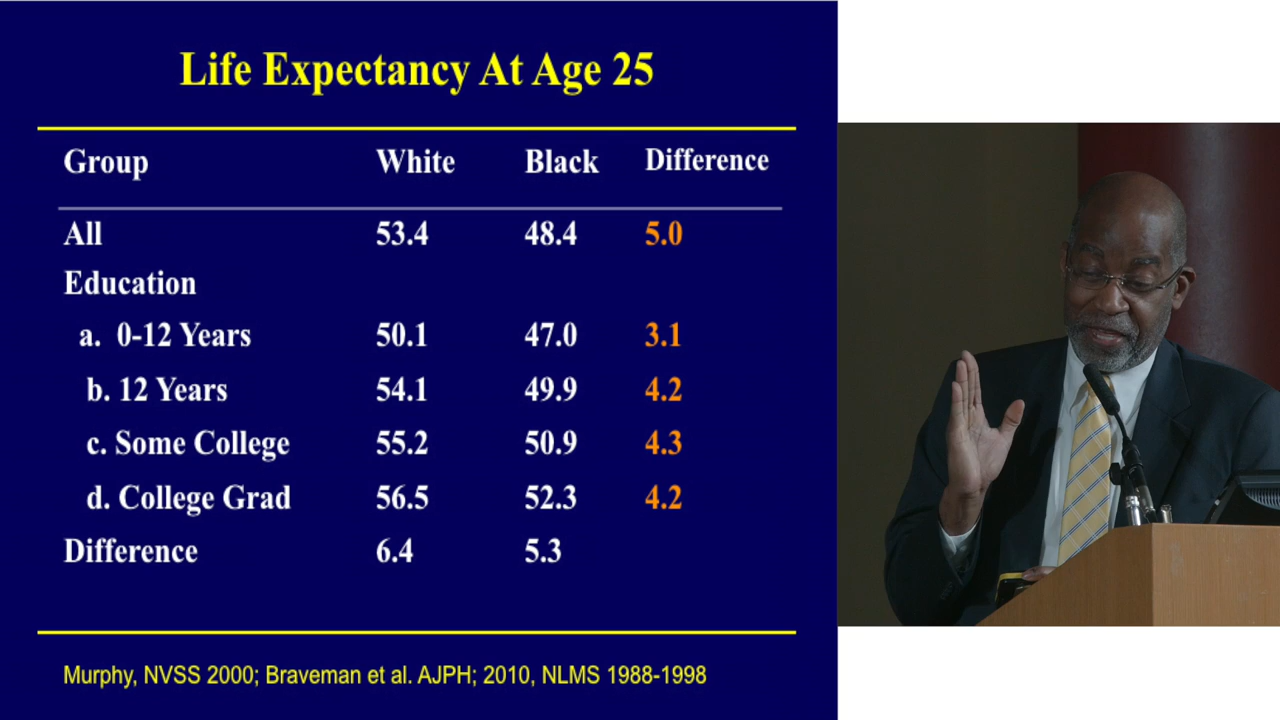 Life Expectancy At Age 25
Group White Black Difference
All 53.4 48.4 5.0
Education
a. 0-12 Years 50.1 47.0 3.1
b. 12 Years 54.1 49.9 4.2
c. Some College 55.2 50.9 4.3
d. College Grad 56.5 52.3 4.2
Difference 6.4 5.3
Murphy, NVSS 2000; Braveman et al. AJPH; 2010, NLMS 1988-1998